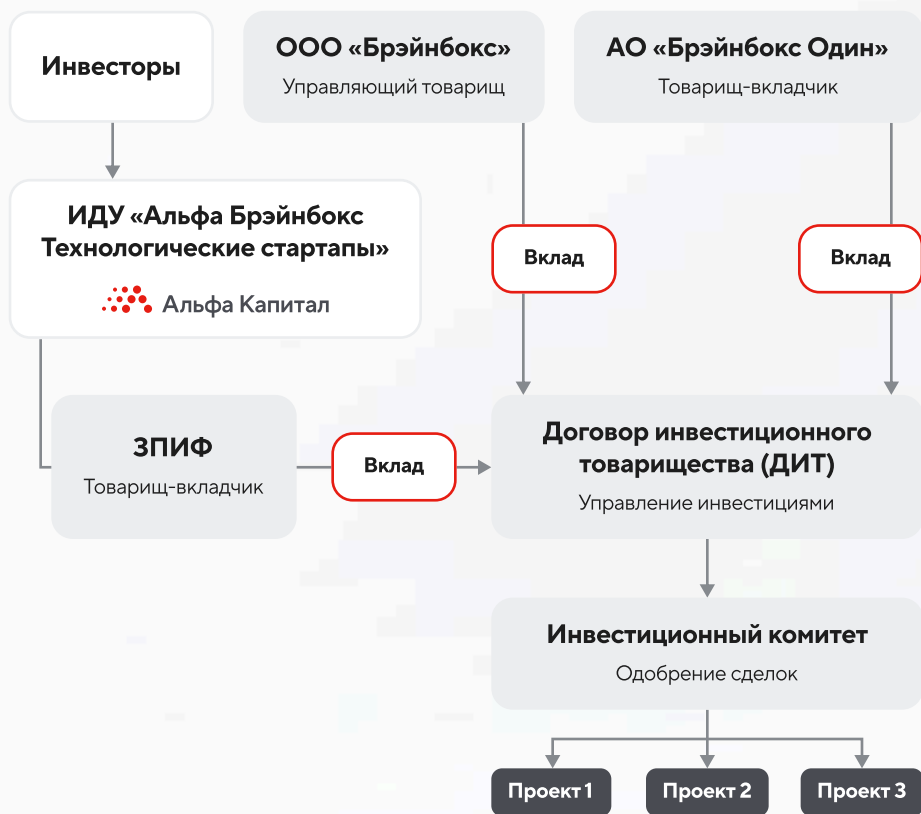 Инвесторы
ООО «Брэйнбокс»
Управляющий товарищ
АО «Брэйнбокс Один»
Товарищ-вкладчик
ИДУ «Альфа Брэйнбокс
Технологические стартапы»
Альфа Капитал
Вклад
Вклад
ЗПИФ
Товарищ-вкладчик
Вклад
Договор инвестиционного
товарищества (ДИТ)
Управление инвестициями
Инвестиционный комитет
Одобрение сделок
Проект 1
Проект 2
Проект 3